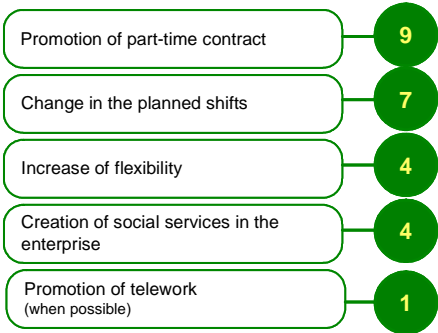 Promotion of part-time contract 9
Change in the planned shifts 7
Increase of flexibility 4
Creation of social services in the
enterprise 4
Promotion of telework
(when possible) 1